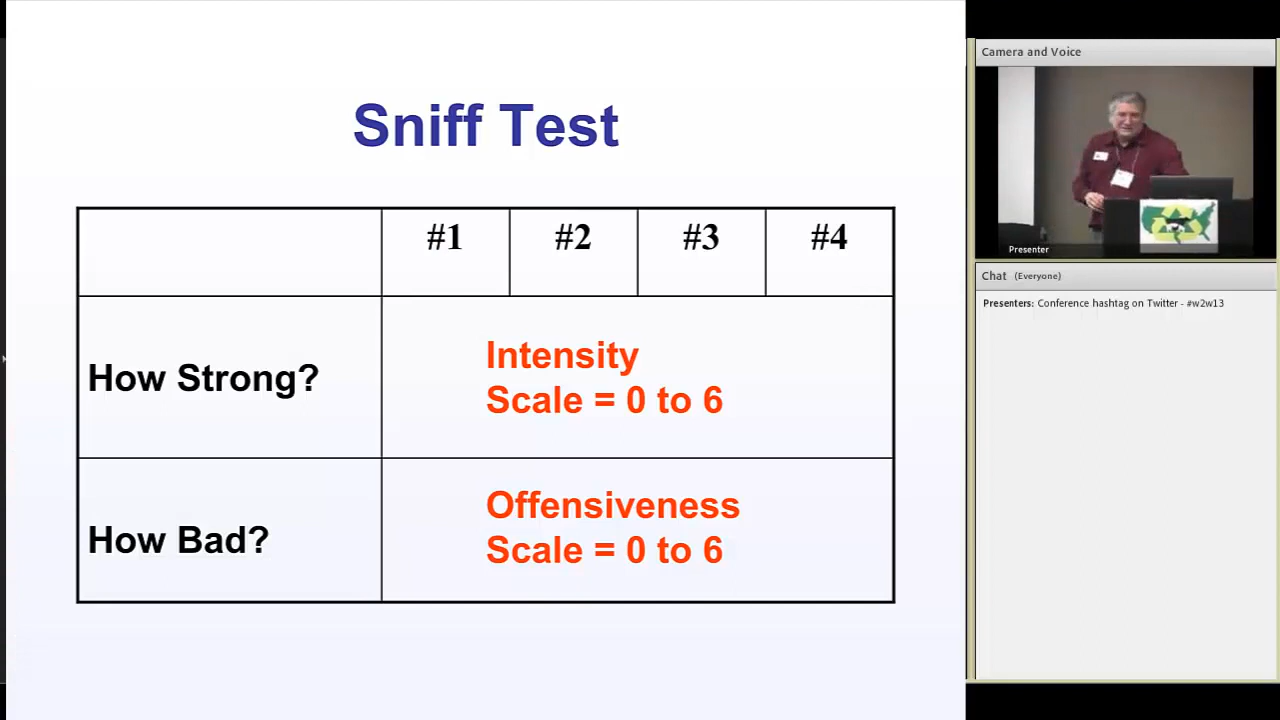 Sniff Test
#1 #2 #3 #4
How Strong?
Intensity
Scale = 0 to 6
How Bad?
Offensiveness
Scale = 0 to 6
Camera and Voice
Presenter
Chat (Everyone)
Presenters: Conference hashtag on Twitter - #w2w13